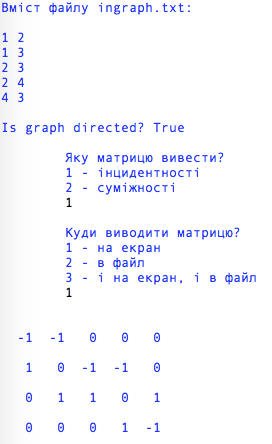 Вміст файлу ingraph.txt:
1 2
1 3
2 3
2 4
4 3
Is graph directed? True
Яку матрицю вивести?
1 - інцидентності
2 - суміжності
1
Куди виводити матрицю?
1 - на екран
2 - в файл
3 - і на екран, і в файл
1
-1 -1 0 0 0
1 0 -1 -1 0
0 1 1 0 1
0 0 0 1 -1